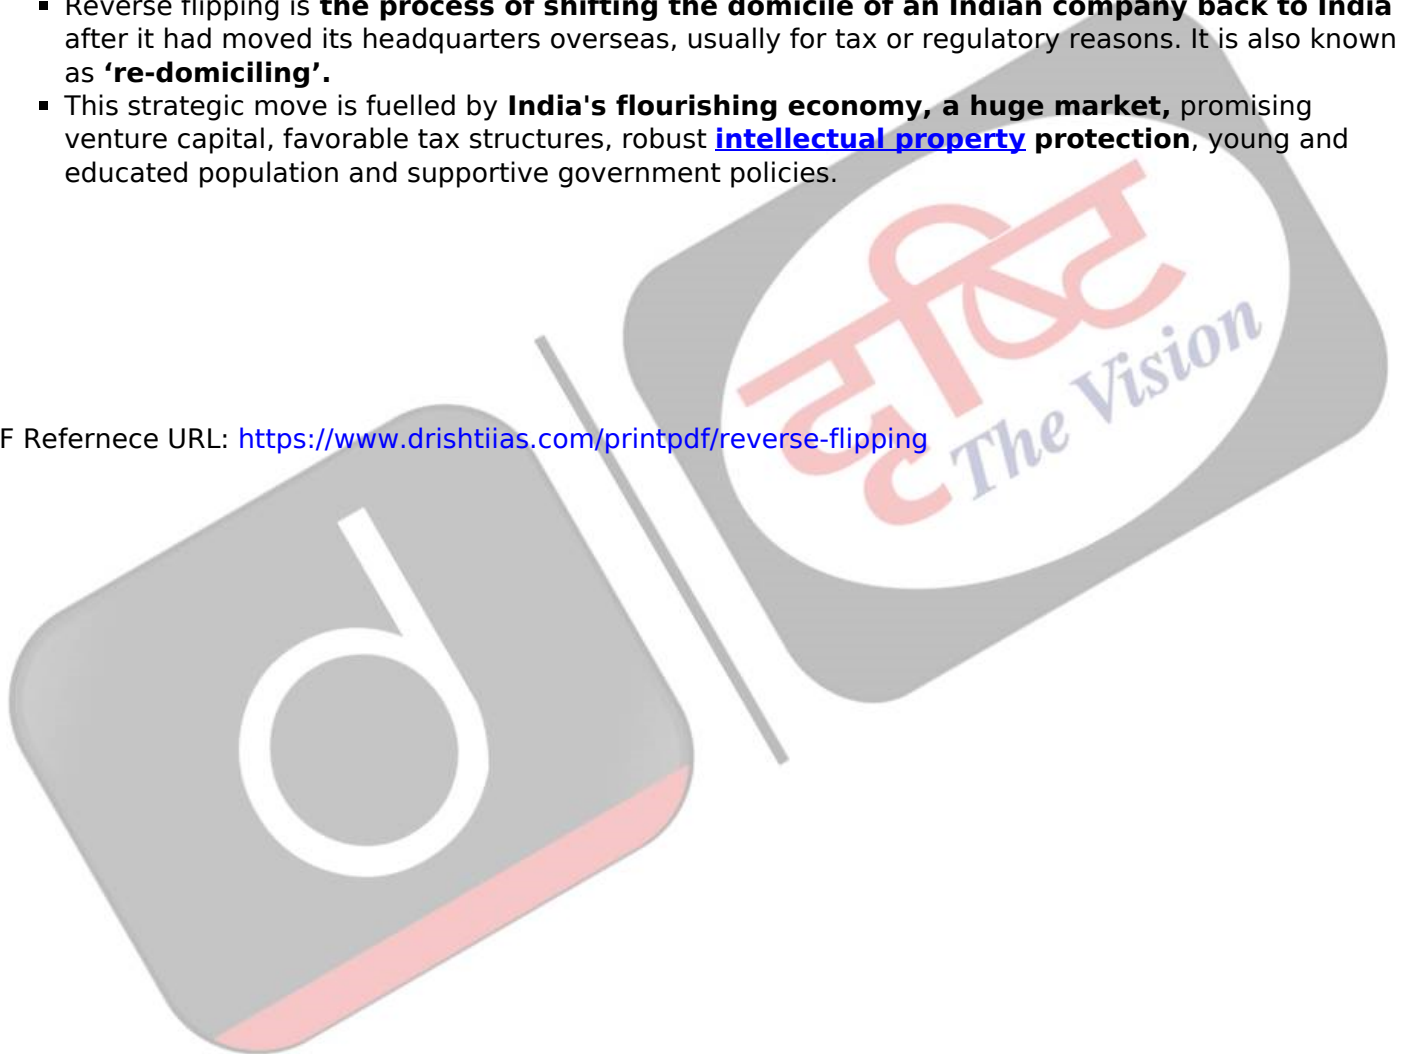 Reverse flipping is the process of shifting the domicile of an Indian company back to India
after it had moved its headquarters overseas, usually for tax or regulatory reasons. It is also known
as ‘re-domiciling’.
This strategic move is fuelled by India's flourishing economy, a huge market, promising
venture capital, favorable tax structures, robust intellectual property protection, young and
educated population and supportive government policies.
दृष्टि
The Vision
F Refernece URL: https://www.drishtiias.com/printpdf/reverse-flipping
d